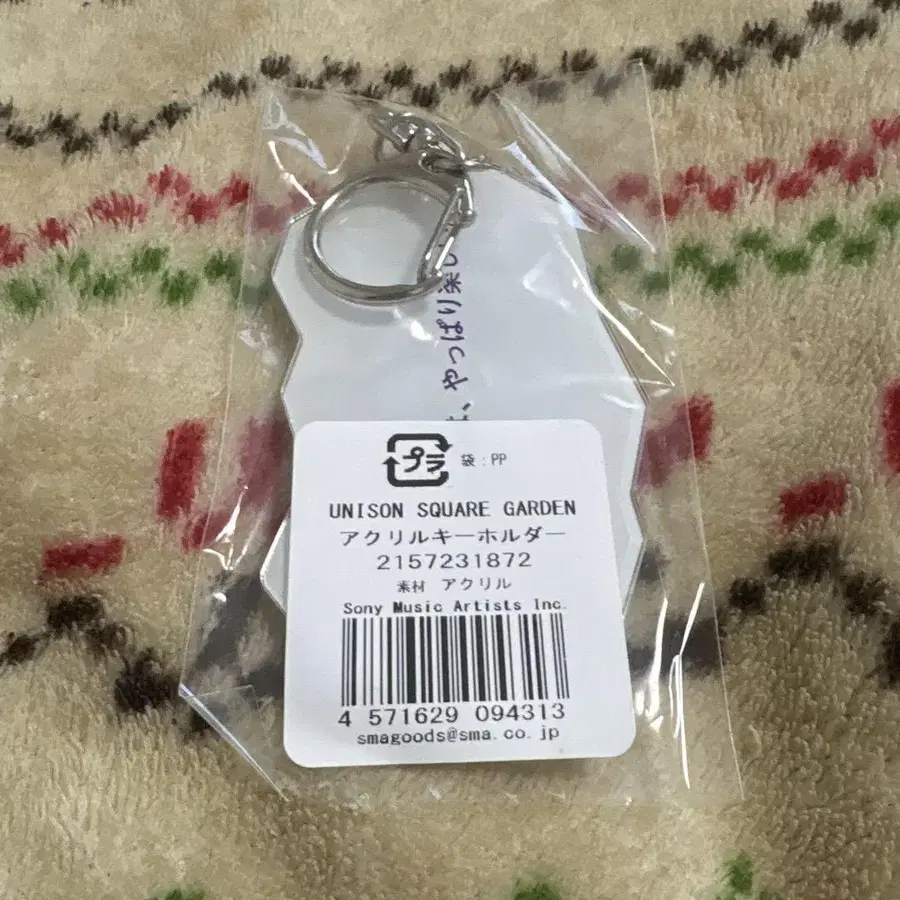 、やっぱり楽し
プラ 袋：PP
UNISON SQUARE GARDEN
アクリルキーホルダー
2157231872
素材 アクリル
Sony Music Artists Inc.
4 571629 094313
smagoods@sma.co.jp